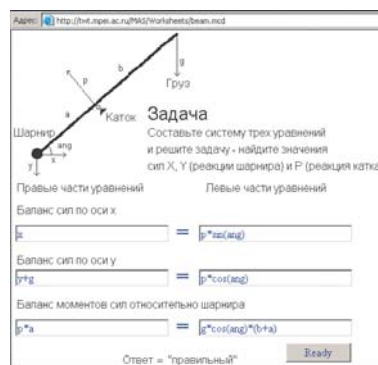 Адрес: http://twt.mpei.ac.ru/MAS/Worksheets/beam.mcd
b
p
g
Груз
a
Каток
Шарнир
ang
x
y
Задача
Составьте систему трех уравнений
и решите задачу - найдите значения
сил X, Y (реакции шарнира) и P (реакция катка
Правые части уравнений Левые части уравнений
Баланс сил по оси x
x = p*sin(ang)
Баланс сил по оси y
y+g = p*cos(ang)
Баланс моментов сил относительно шарнира
p*a = g*cos(ang)*(b+a)
Ответ = "правильный" Ready